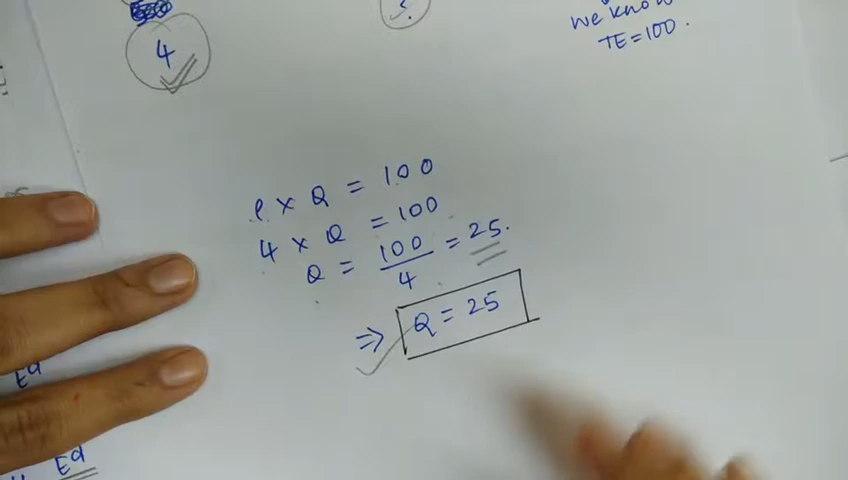 4
we know
TE = 100.
P × Q = 100
4 × Q = 100
Q = 100/4 = 25.
⇒ Q = 25
Ed
Ed